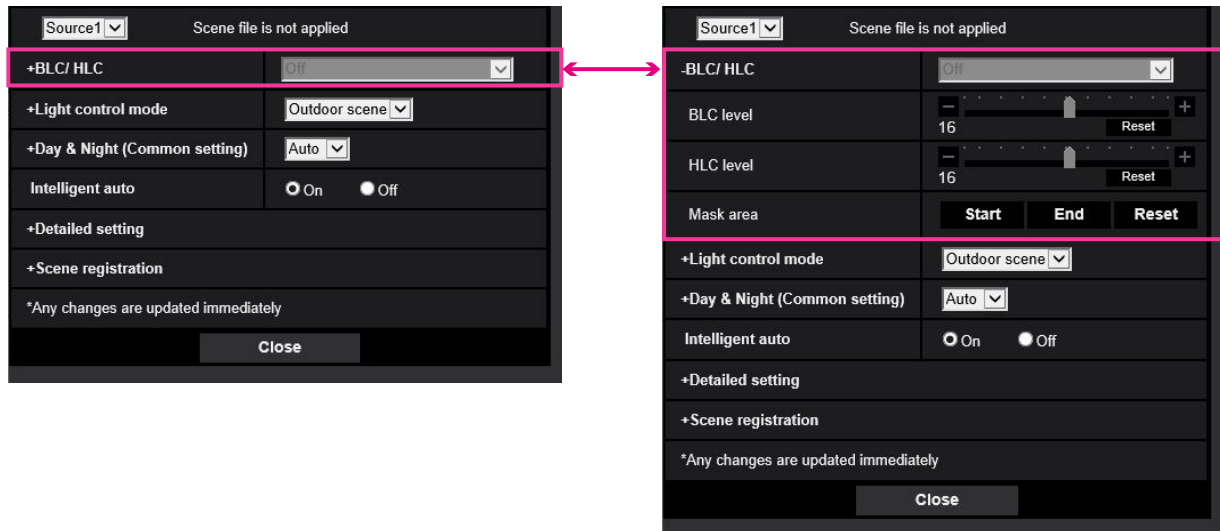 Source1 Scene file is not applied
+BLC/ HLC Off
+Light control mode Outdoor scene
+Day & Night (Common setting) Auto
Intelligent auto On Off
+Detailed setting
+Scene registration
*Any changes are updated immediately
Close
Source1 Scene file is not applied
-BLC/ HLC Off
BLC level - +
16 Reset
HLC level - +
16 Reset
Mask area Start End Reset
+Light control mode Outdoor scene
+Day & Night (Common setting) Auto
Intelligent auto On Off
+Detailed setting
+Scene registration
*Any changes are updated immediately
Close